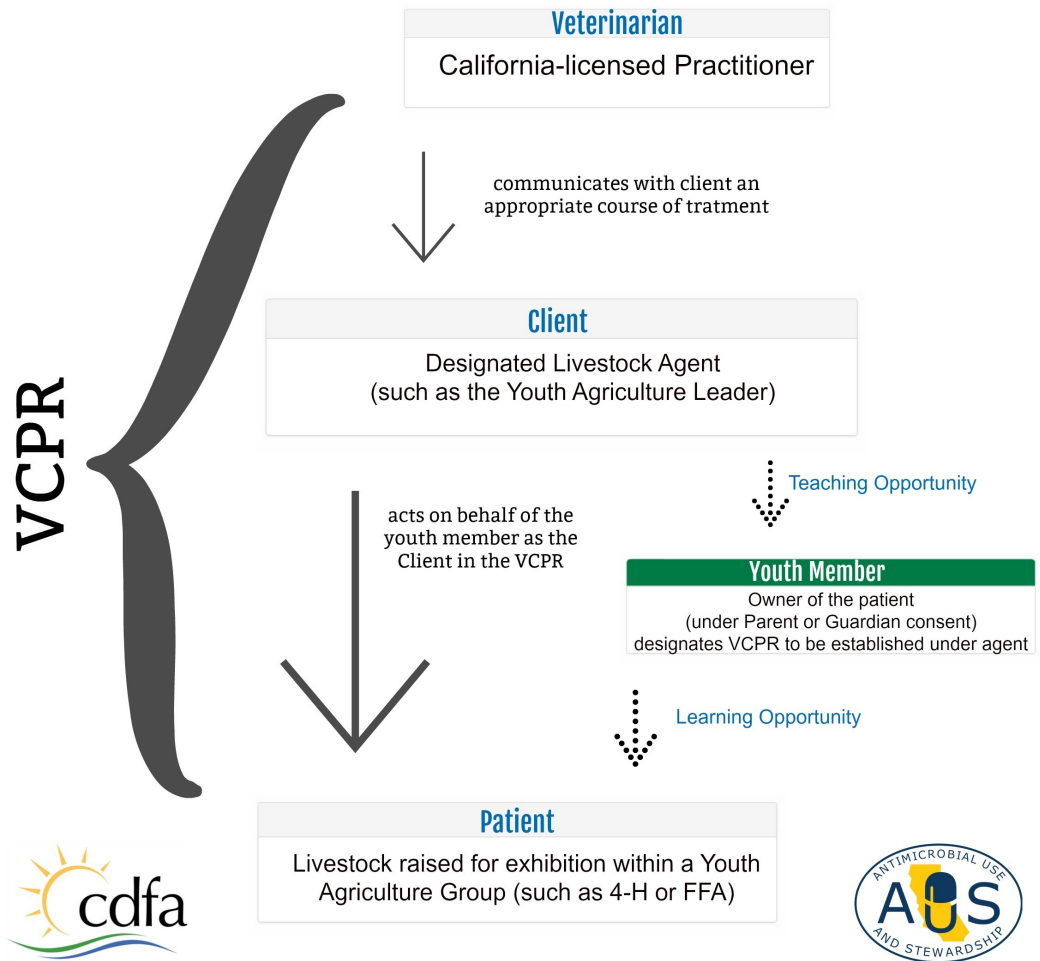 Veterinarian
California-licensed Practitioner
communicates with client an
appropriate course of tratment
Client
Designated Livestock Agent
(such as the Youth Agriculture Leader)
VCPR
Teaching Opportunity
acts on behalf of the
youth member as the
Client in the VCPR
Youth Member
Owner of the patient
(under Parent or Guardian consent)
designates VCPR to be established under agent
Learning Opportunity
Patient
Livestock raised for exhibition within a Youth
Agriculture Group (such as 4-H or FFA)
cdfa
ANTIMICROBIAL USE
AUS
AND STEWARDSHIP